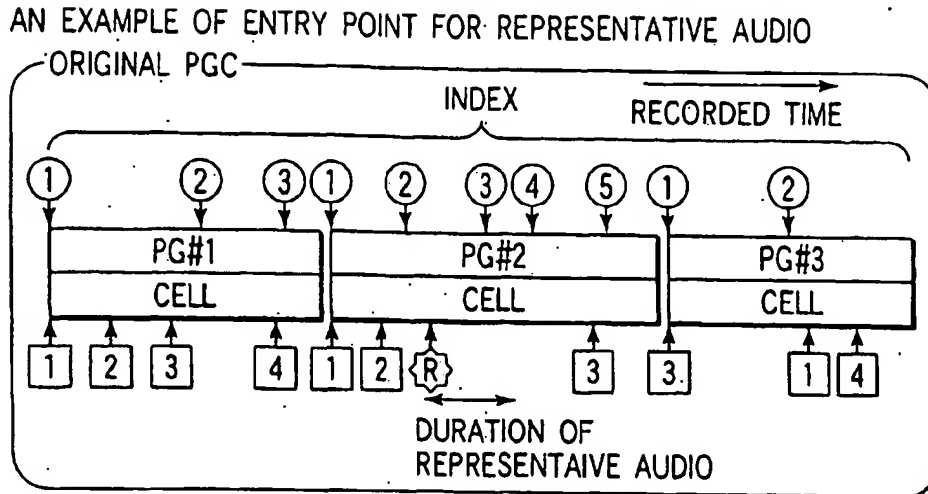 AN EXAMPLE OF ENTRY POINT FOR REPRESENTATIVE AUDIO
ORIGINAL PGC
INDEX
RECORDED TIME
1 2 3 1 2 3 4 5 1 2
PG#1 PG#2 PG#3
CELL CELL CELL
1 2 3 4 1 2 R 3 3 1 4
DURATION OF
REPRESENTAIVE AUDIO